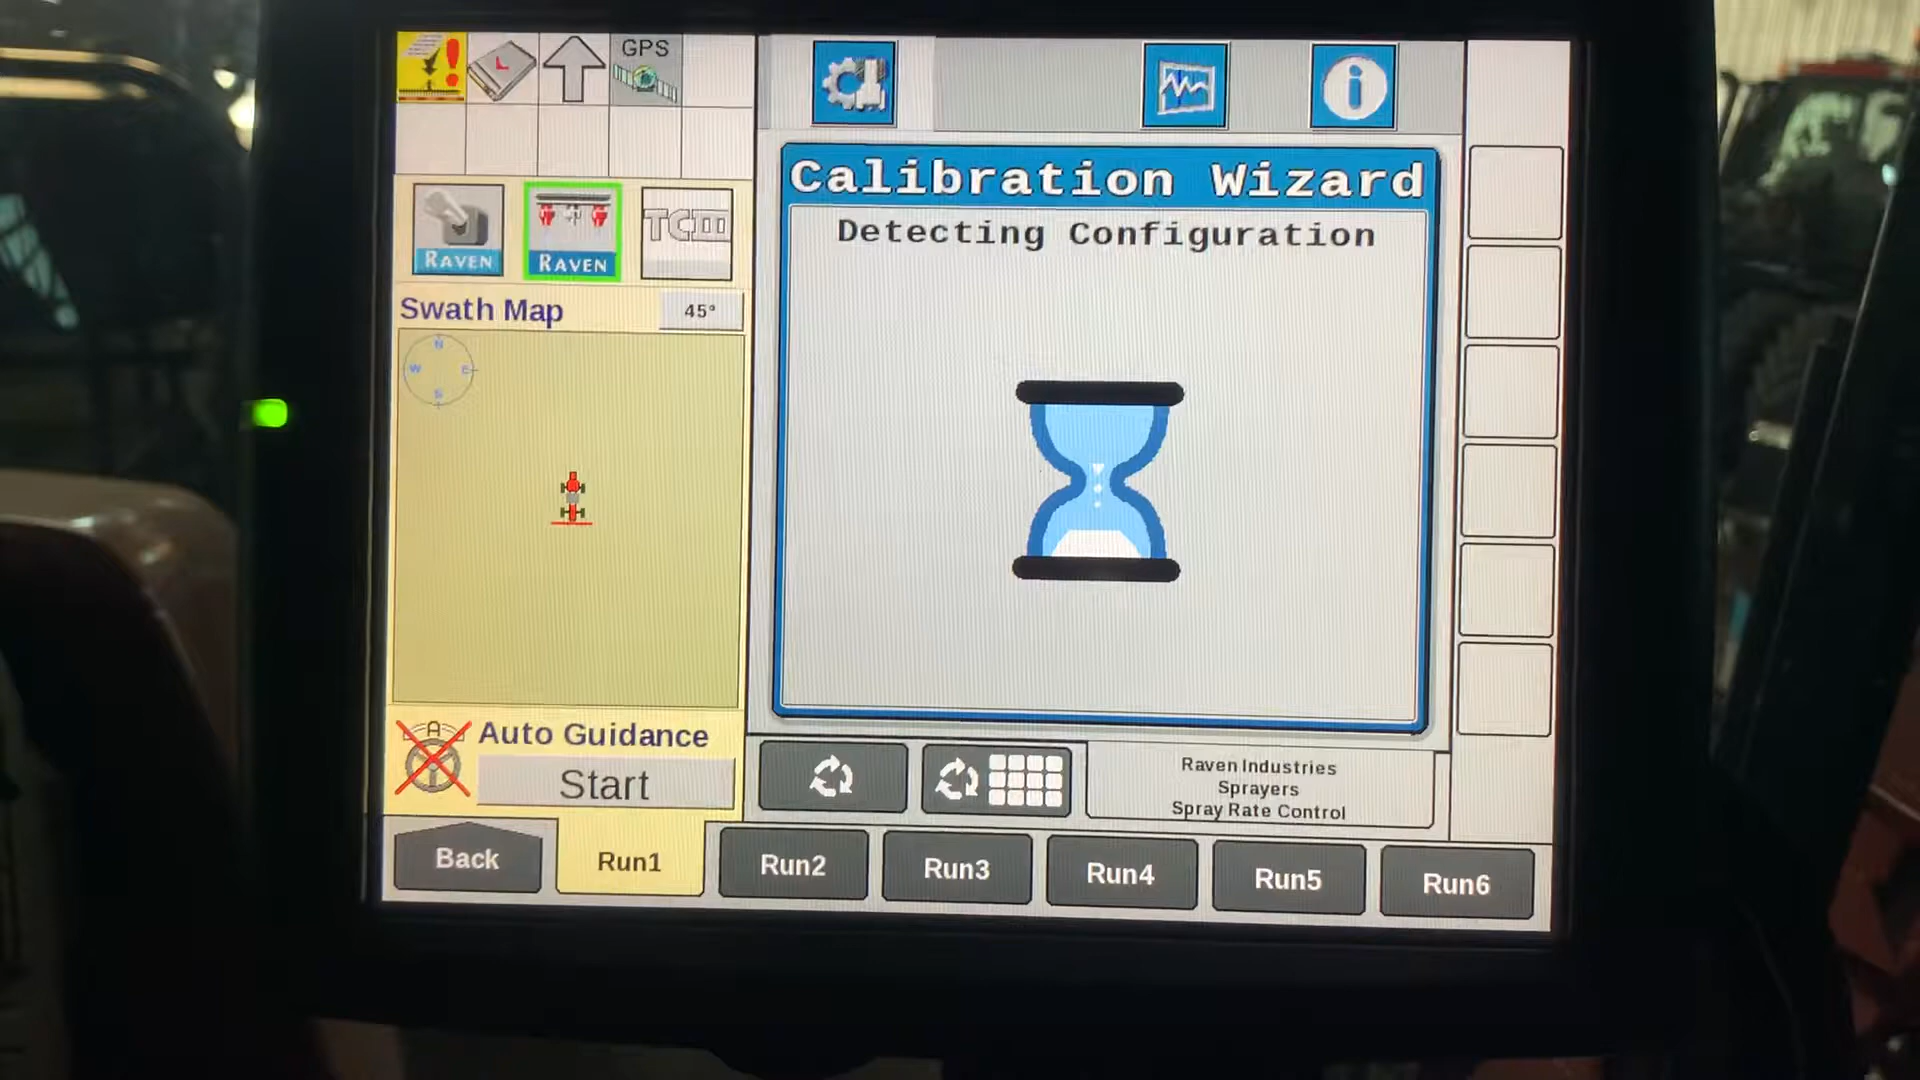 GPS
RAVEN
RAVEN
TCIII
Swath Map
45°
N
W
E
S
Calibration Wizard
Detecting Configuration
A
Auto Guidance
Start
Raven Industries
Sprayers
Spray Rate Control
Back
Run1
Run2
Run3
Run4
Run5
Run6